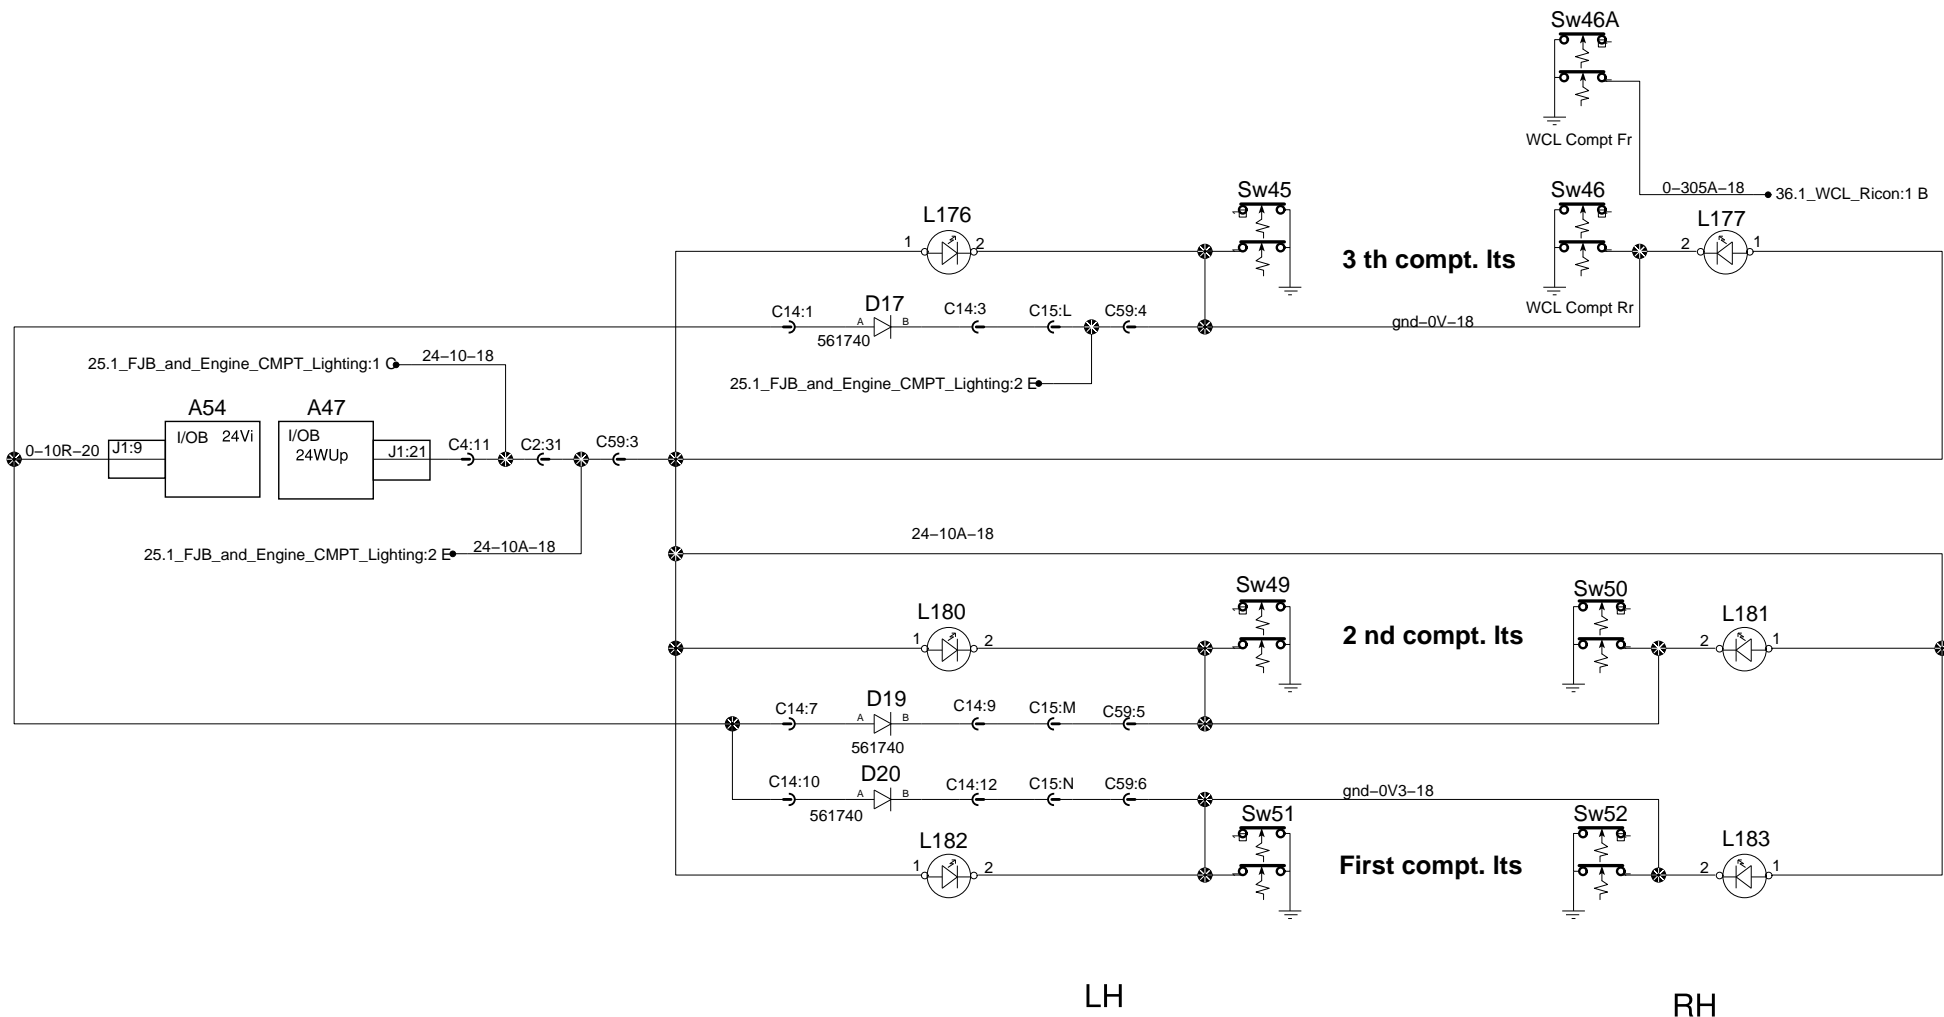 Sw46A
WCL Compt Fr
Sw45
Sw46
0-305A-18
36.1_WCL_Ricon:1 B
L176
L177
1
2
3 th compt. lts
2
1
WCL Compt Rr
C14:1
D17
A
B
561740
C14:3
C15:L
C59:4
gnd-0V-18
25.1_FJB_and_Engine_CMPT_Lighting:1 C
24-10-18
25.1_FJB_and_Engine_CMPT_Lighting:2 E
A54
A47
I/OB 24Vi
I/OB
24WUp
0-10R-20
J1:9
J1:21
C4:11
C2:31
C59:3
25.1_FJB_and_Engine_CMPT_Lighting:2 E
24-10A-18
24-10A-18
L180
Sw49
Sw50
L181
1
2
2 nd compt. lts
2
1
C14:7
D19
A
B
561740
C14:9
C15:M
C59:5
C14:10
D20
A
B
561740
C14:12
C15:N
C59:6
gnd-0V3-18
L182
Sw51
Sw52
L183
1
2
First compt. lts
2
1
LH
RH